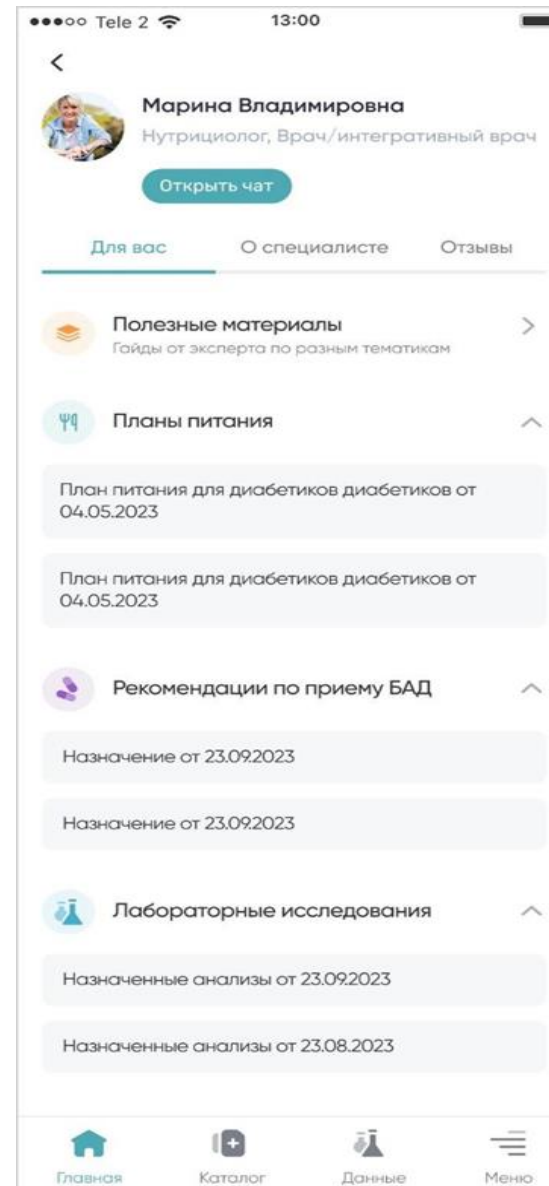 Tele 2
13:00
Марина Владимировна
Нутрициолог, Врач/интегративный врач
Открыть чат
Для вас
О специалисте
Отзывы
Полезные материалы
Гайды от эксперта по разным тематикам
Планы питания
План питания для диабетиков диабетиков от
04.05.2023
План питания для диабетиков диабетиков от
04.05.2023
Рекомендации по приему БАД
Назначение от 23.09.2023
Назначение от 23.09.2023
Лабораторные исследования
Назначенные анализы от 23.09.2023
Назначенные анализы от 23.08.2023
Главная
Каталог
Данные
Меню